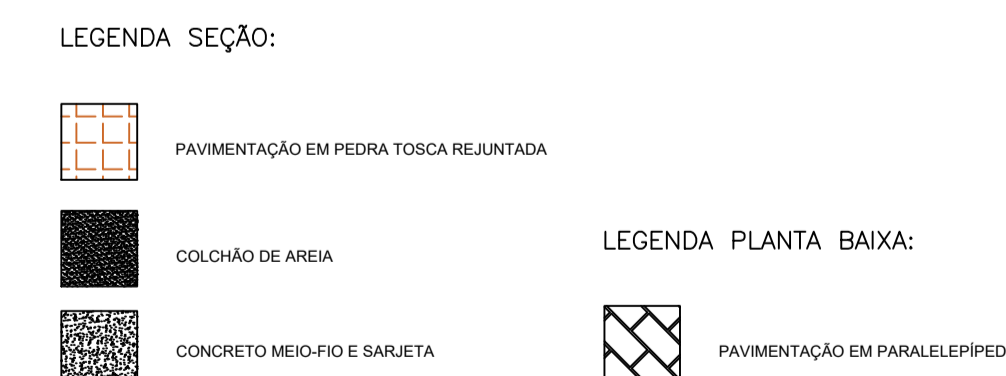 LEGENDA SEÇÃO:
PAVIMENTAÇÃO EM PEDRA TOSCA REJUNTADA
COLCHÃO DE AREIA
CONCRETO MEIO-FIO E SARJETA
LEGENDA PLANTA BAIXA:
PAVIMENTAÇÃO EM PARALELEPÍPED